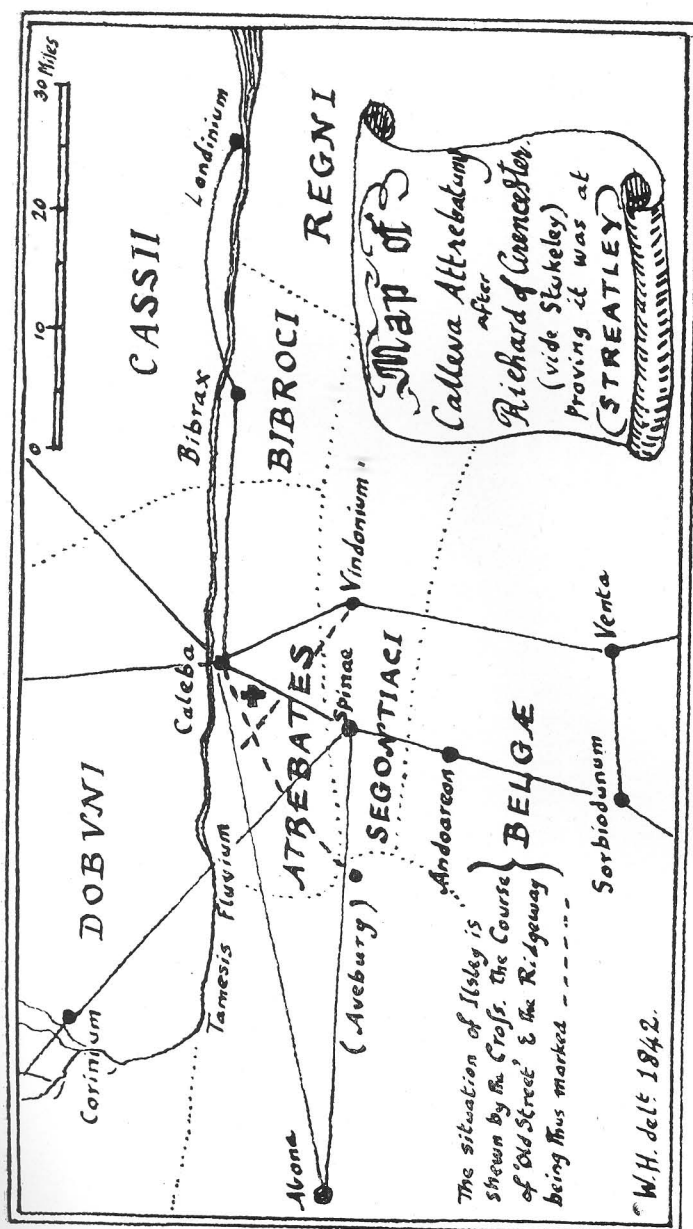 Map of
Calleva Attrebatum
after
Richard of Cirencester.
(vide Stukeley)
Proving it was at
(STREATLEY)
0 10 20 30 Miles
DOBVNI
CASSII
Corinium
Tamesis Fluvium
Caleba
Bibrax
Londinium
BIBROCI
REGNI
ATREBATES
Spinae
Vindonium
SEGONTIACI
Abona
(Avebury)
Andoareon
BELGÆ
Sorbiodunum
Venta
The situation of Ilsley is
shewn by the Cross. the Course
of 'Old Street' & the Ridgeway
being thus marked - - - - - - -
W.H. delt 1842.